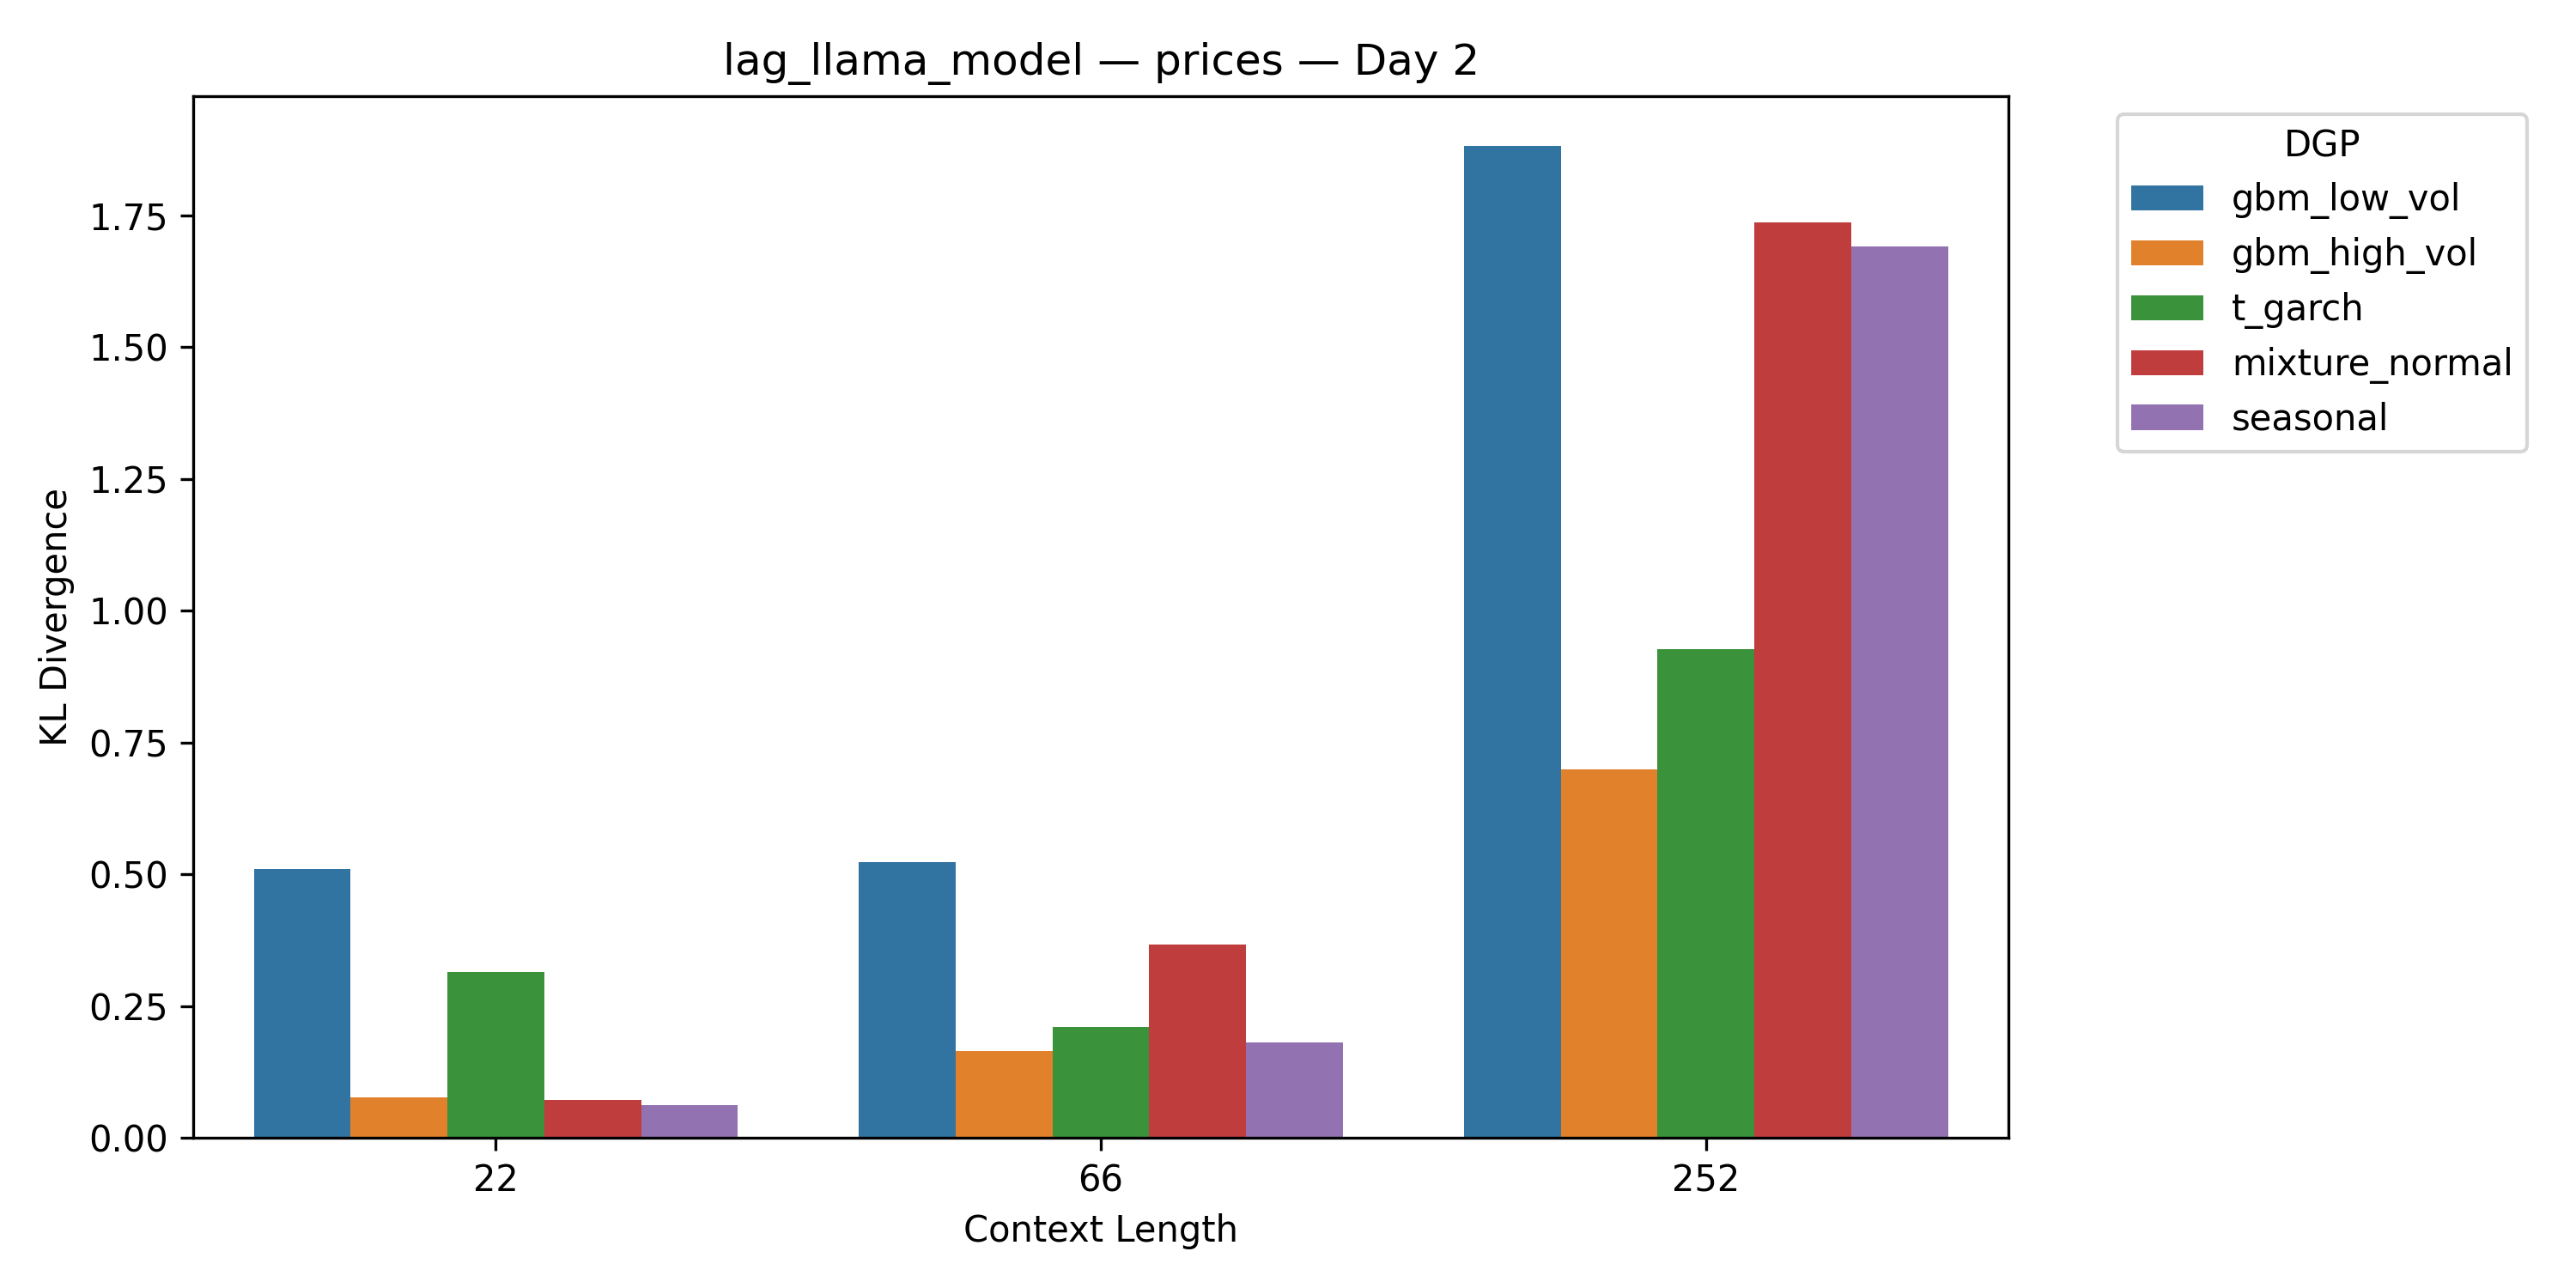 lag_llama_model — prices — Day 2
KL Divergence
1.75
1.50
1.25
1.00
0.75
0.50
0.25
0.00
22
66
252
Context Length
DGP
gbm_low_vol
gbm_high_vol
t_garch
mixture_normal
seasonal